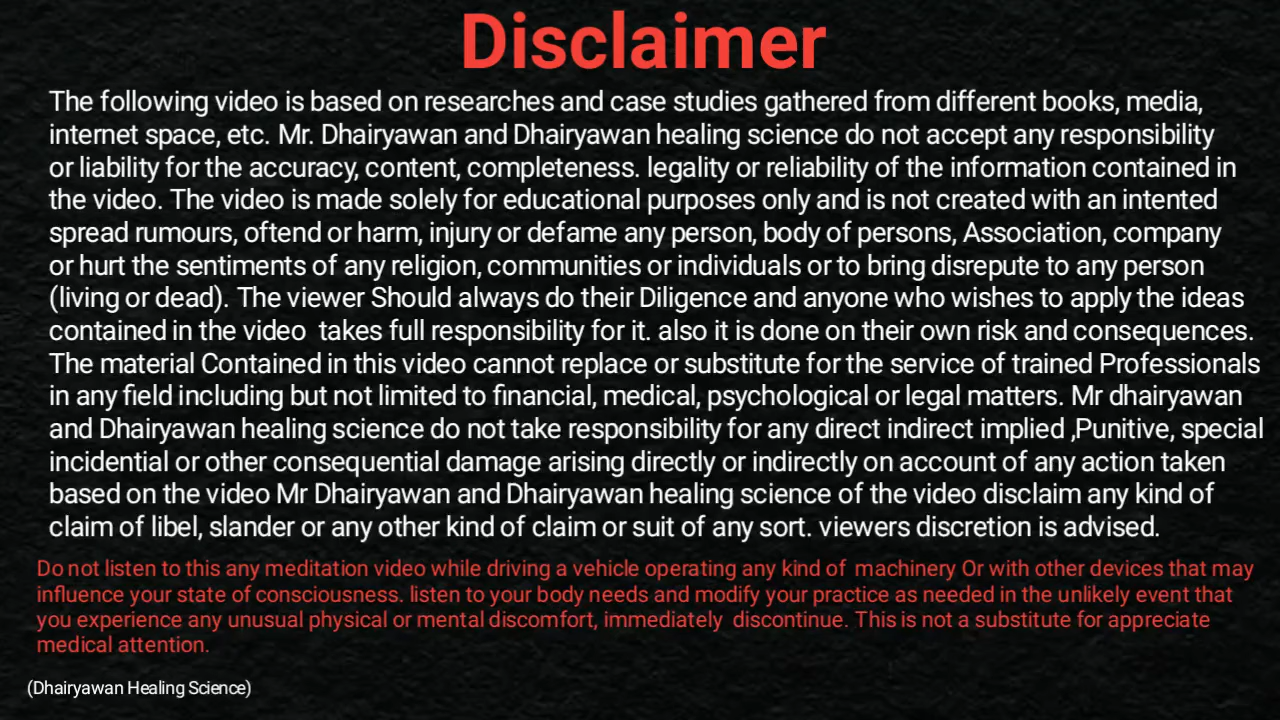 Disclaimer
The following video is based on researches and case studies gathered from different books, media,
internet space, etc. Mr. Dhairyawan and Dhairyawan healing science do not accept any responsibility
or liability for the accuracy, content, completeness. legality or reliability of the information contained in
the video. The video is made solely for educational purposes only and is not created with an intented
spread rumours, oftend or harm, injury or defame any person, body of persons, Association, company
or hurt the sentiments of any religion, communities or individuals or to bring disrepute to any person
(living or dead). The viewer Should always do their Diligence and anyone who wishes to apply the ideas
contained in the video takes full responsibility for it. also it is done on their own risk and consequences.
The material Contained in this video cannot replace or substitute for the service of trained Professionals
in any field including but not limited to financial, medical, psychological or legal matters. Mr dhairyawan
and Dhairyawan healing science do not take responsibility for any direct indirect implied ,Punitive, special
incidential or other consequential damage arising directly or indirectly on account of any action taken
based on the video Mr Dhairyawan and Dhairyawan healing science of the video disclaim any kind of
claim of libel, slander or any other kind of claim or suit of any sort. viewers discretion is advised.
Do not listen to this any meditation video while driving a vehicle operating any kind of machinery Or with other devices that may
influence your state of consciousness. listen to your body needs and modify your practice as needed in the unlikely event that
you experience any unusual physical or mental discomfort, immediately discontinue. This is not a substitute for appreciate
medical attention.
(Dhairyawan Healing Science)